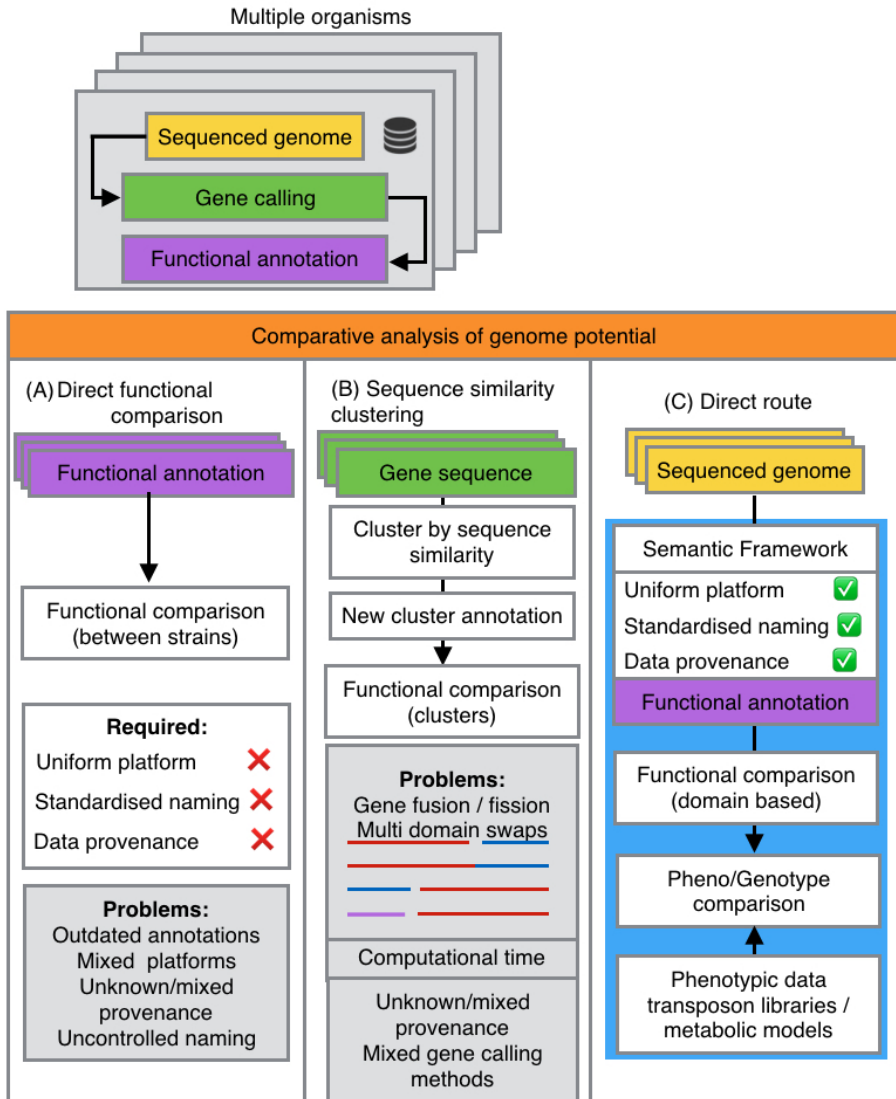 Multiple organisms
Sequenced genome
Gene calling
Functional annotation
Comparative analysis of genome potential
(A) Direct functional
comparison
Functional annotation
Functional comparison
(between strains)
Required:
Uniform platform
Standardised naming
Data provenance
Problems:
Outdated annotations
Mixed platforms
Unknown/mixed
provenance
Uncontrolled naming
(B) Sequence similarity
clustering
Gene sequence
Cluster by sequence
similarity
New cluster annotation
Functional comparison
(clusters)
Problems:
Gene fusion / fission
Multi domain swaps
Computational time
Unknown/mixed
provenance
Mixed gene calling
methods
(C) Direct route
Sequenced genome
Semantic Framework
Uniform platform
Standardised naming
Data provenance
Functional annotation
Functional comparison
(domain based)
Pheno/Genotype
comparison
Phenotypic data
transposon libraries /
metabolic models